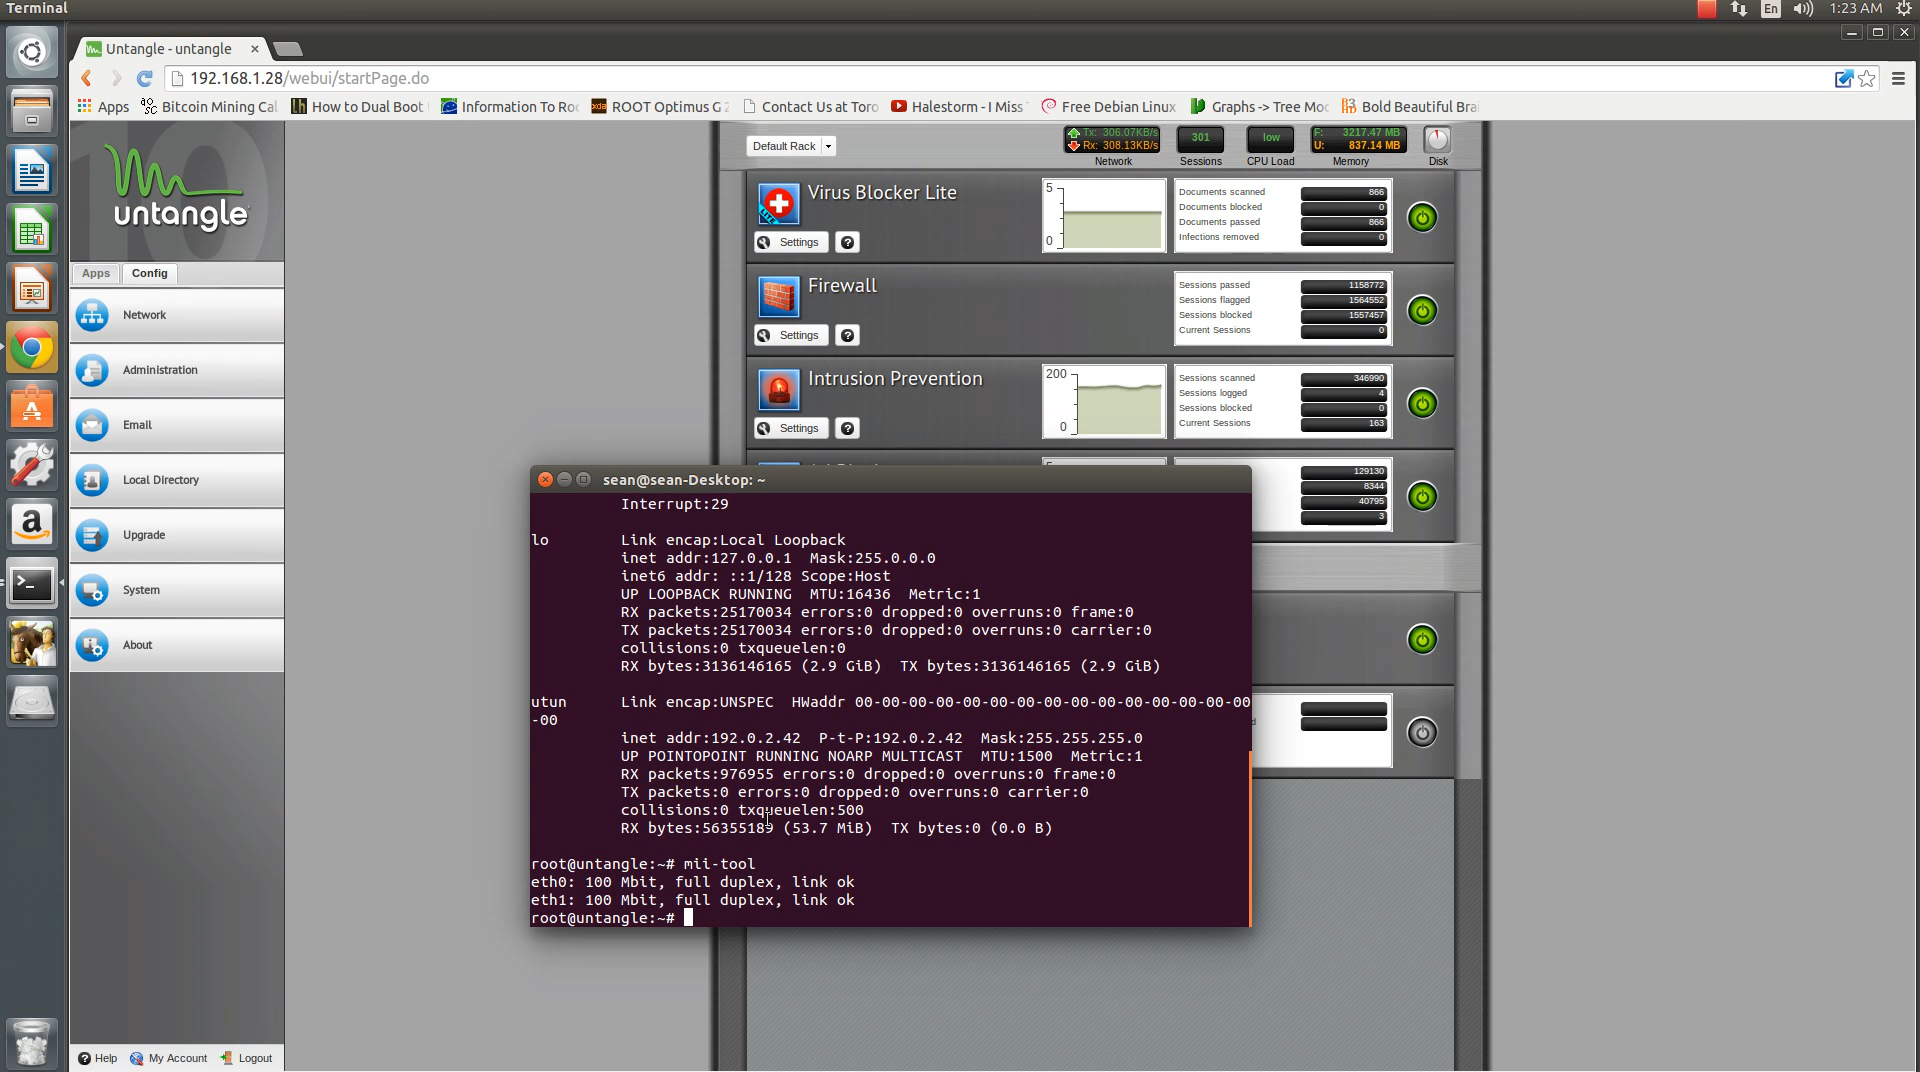 Terminal
En
1:23 AM
Untangle - untangle
192.168.1.28/webui/startPage.do
Apps
Bitcoin Mining Cal
How to Dual Boot
Information To Ro
ROOT Optimus G 2
Contact Us at Toro
Halestorm - I Miss
Free Debian Linux
Graphs -> Tree Mo
Bold Beautiful Bra
10
untangle
Apps
Config
Network
Administration
Email
Local Directory
Upgrade
System
About
Help
My Account
Logout
Default Rack
Tx: 306.07KB/s
Rx: 308.13KB/s
Network
301
Sessions
low
CPU Load
F: 3217.47 MB
U: 837.14 MB
Memory
Disk
LITE
Virus Blocker Lite
Settings
?
5
0
Documents scanned 866
Documents blocked 0
Documents passed 866
Infections removed 0
Firewall
Settings
?
Sessions passed 1158772
Sessions flagged 1564552
Sessions blocked 1557457
Current Sessions 0
Intrusion Prevention
Settings
?
200
0
Sessions scanned 346990
Sessions logged 4
Sessions blocked 0
Current Sessions 163
129130
8344
40795
3
sean@sean-Desktop: ~
Interrupt:29
lo Link encap:Local Loopback
inet addr:127.0.0.1 Mask:255.0.0.0
inet6 addr: ::1/128 Scope:Host
UP LOOPBACK RUNNING MTU:16436 Metric:1
RX packets:25170034 errors:0 dropped:0 overruns:0 frame:0
TX packets:25170034 errors:0 dropped:0 overruns:0 carrier:0
collisions:0 txqueuelen:0
RX bytes:3136146165 (2.9 GiB) TX bytes:3136146165 (2.9 GiB)
utun Link encap:UNSPEC HWaddr 00-00-00-00-00-00-00-00-00-00-00-00-00-00-00
-00
inet addr:192.0.2.42 P-t-P:192.0.2.42 Mask:255.255.255.0
UP POINTOPOINT RUNNING NOARP MULTICAST MTU:1500 Metric:1
RX packets:976955 errors:0 dropped:0 overruns:0 frame:0
TX packets:0 errors:0 dropped:0 overruns:0 carrier:0
collisions:0 txqueuelen:500
RX bytes:56355189 (53.7 MiB) TX bytes:0 (0.0 B)
root@untangle:~# mii-tool
eth0: 100 Mbit, full duplex, link ok
eth1: 100 Mbit, full duplex, link ok
root@untangle:~#